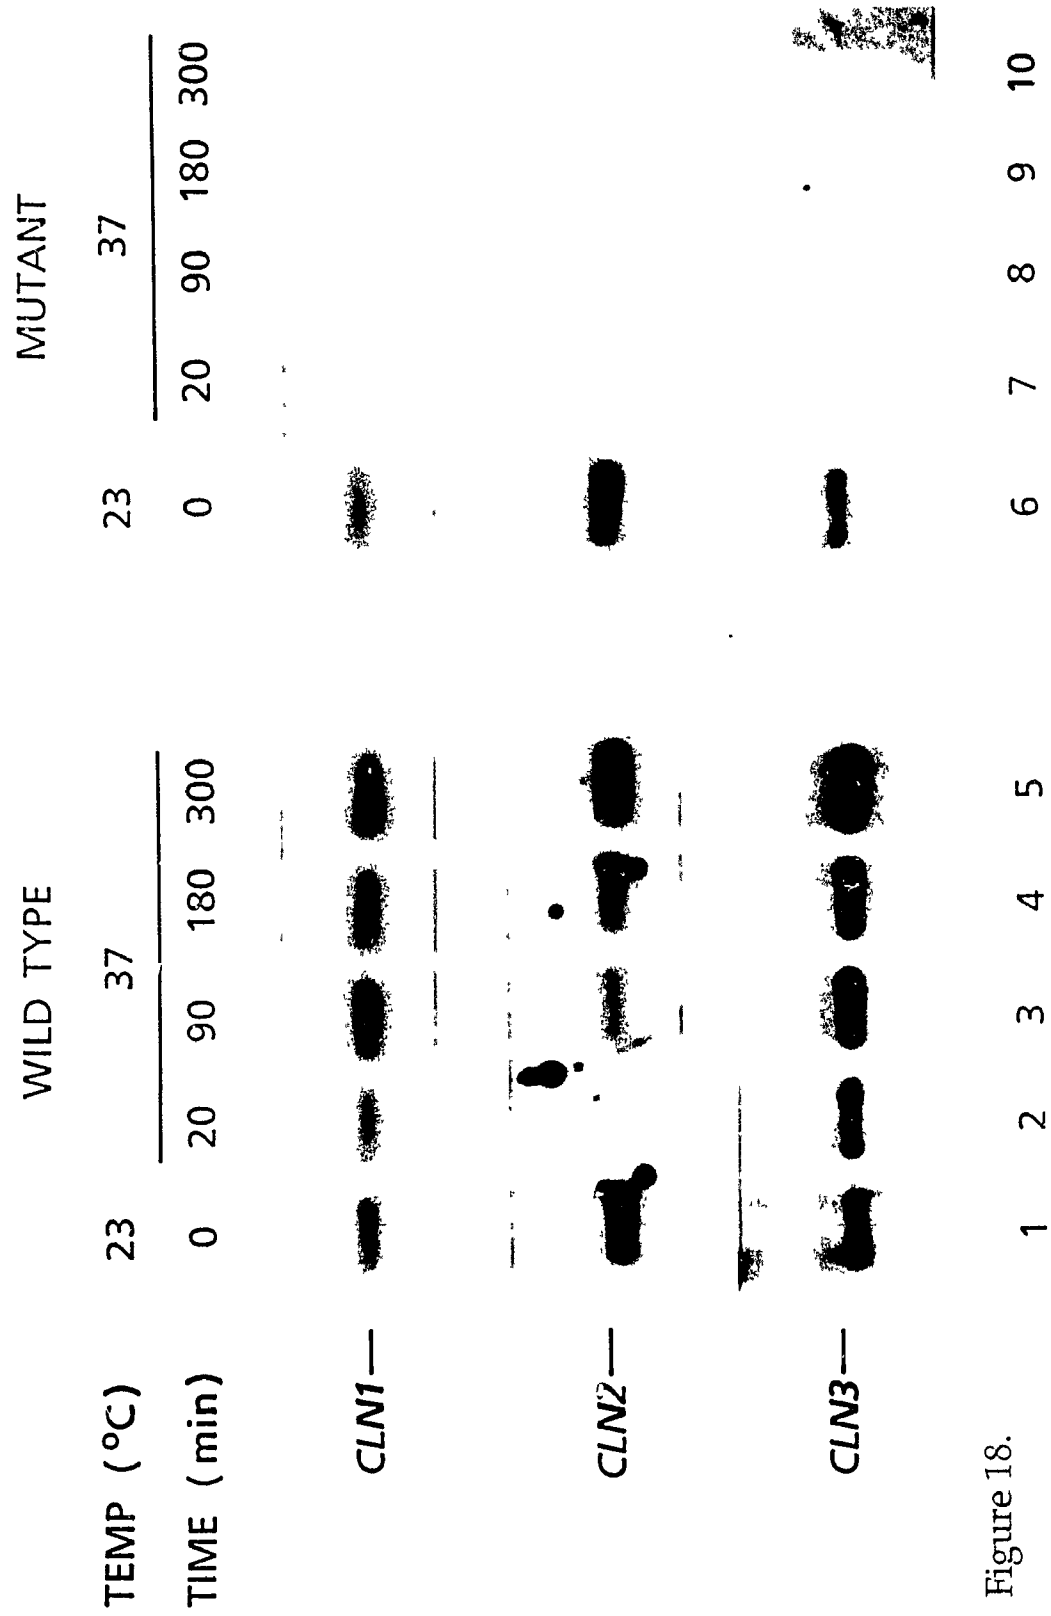 WILD TYPE MUTANT
TEMP (°C) 23 37 23 37
TIME (min) 0 20 90 180 300 0 20 90 180 300
CLN1—
CLN2—
CLN3—
1 2 3 4 5 6 7 8 9 10
Figure 18.